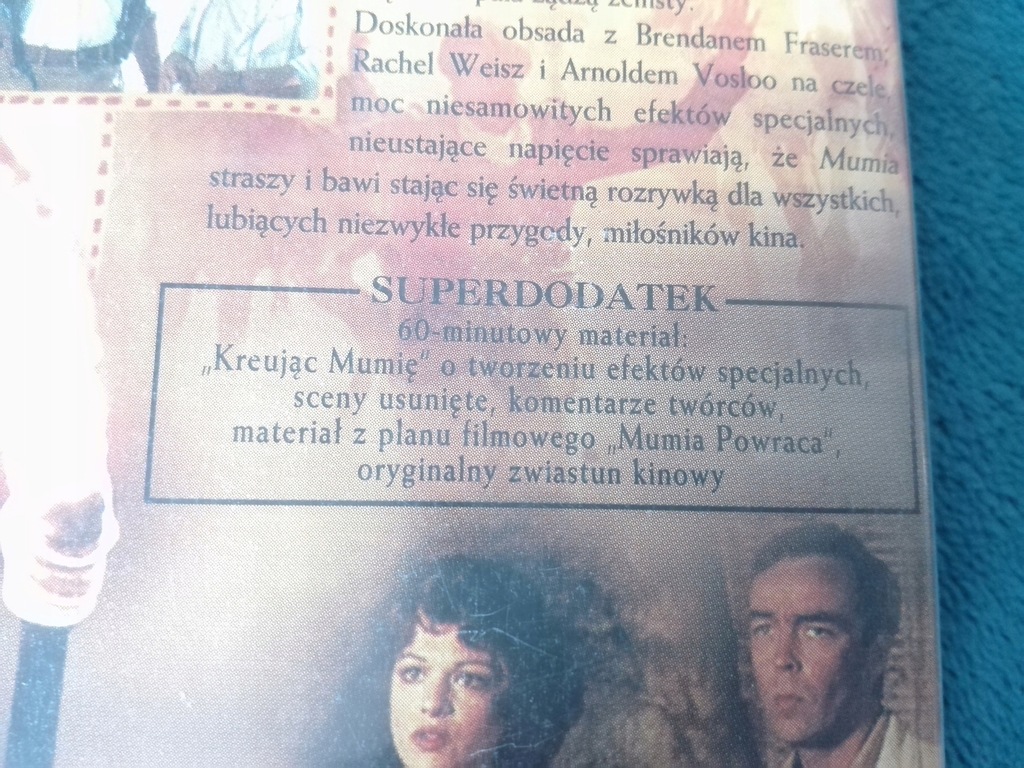 żądzą zemsty.
Doskonała obsada z Brendanem Fraserem,
Rachel Weisz i Arnoldem Vosloo na czele,
moc niesamowitych efektów specjalnych,
nieustające napięcie sprawiają, że Mumia
straszy i bawi stając się świetną rozrywką dla wszystkich,
lubiących niezwykłe przygody, miłośników kina.
SUPERDODATEK
60-minutowy materiał:
„Kreując Mumię" o tworzeniu efektów specjalnych,
sceny usunięte, komentarze twórców,
materiał z planu filmowego „Mumia Powraca",
oryginalny zwiastun kinowy